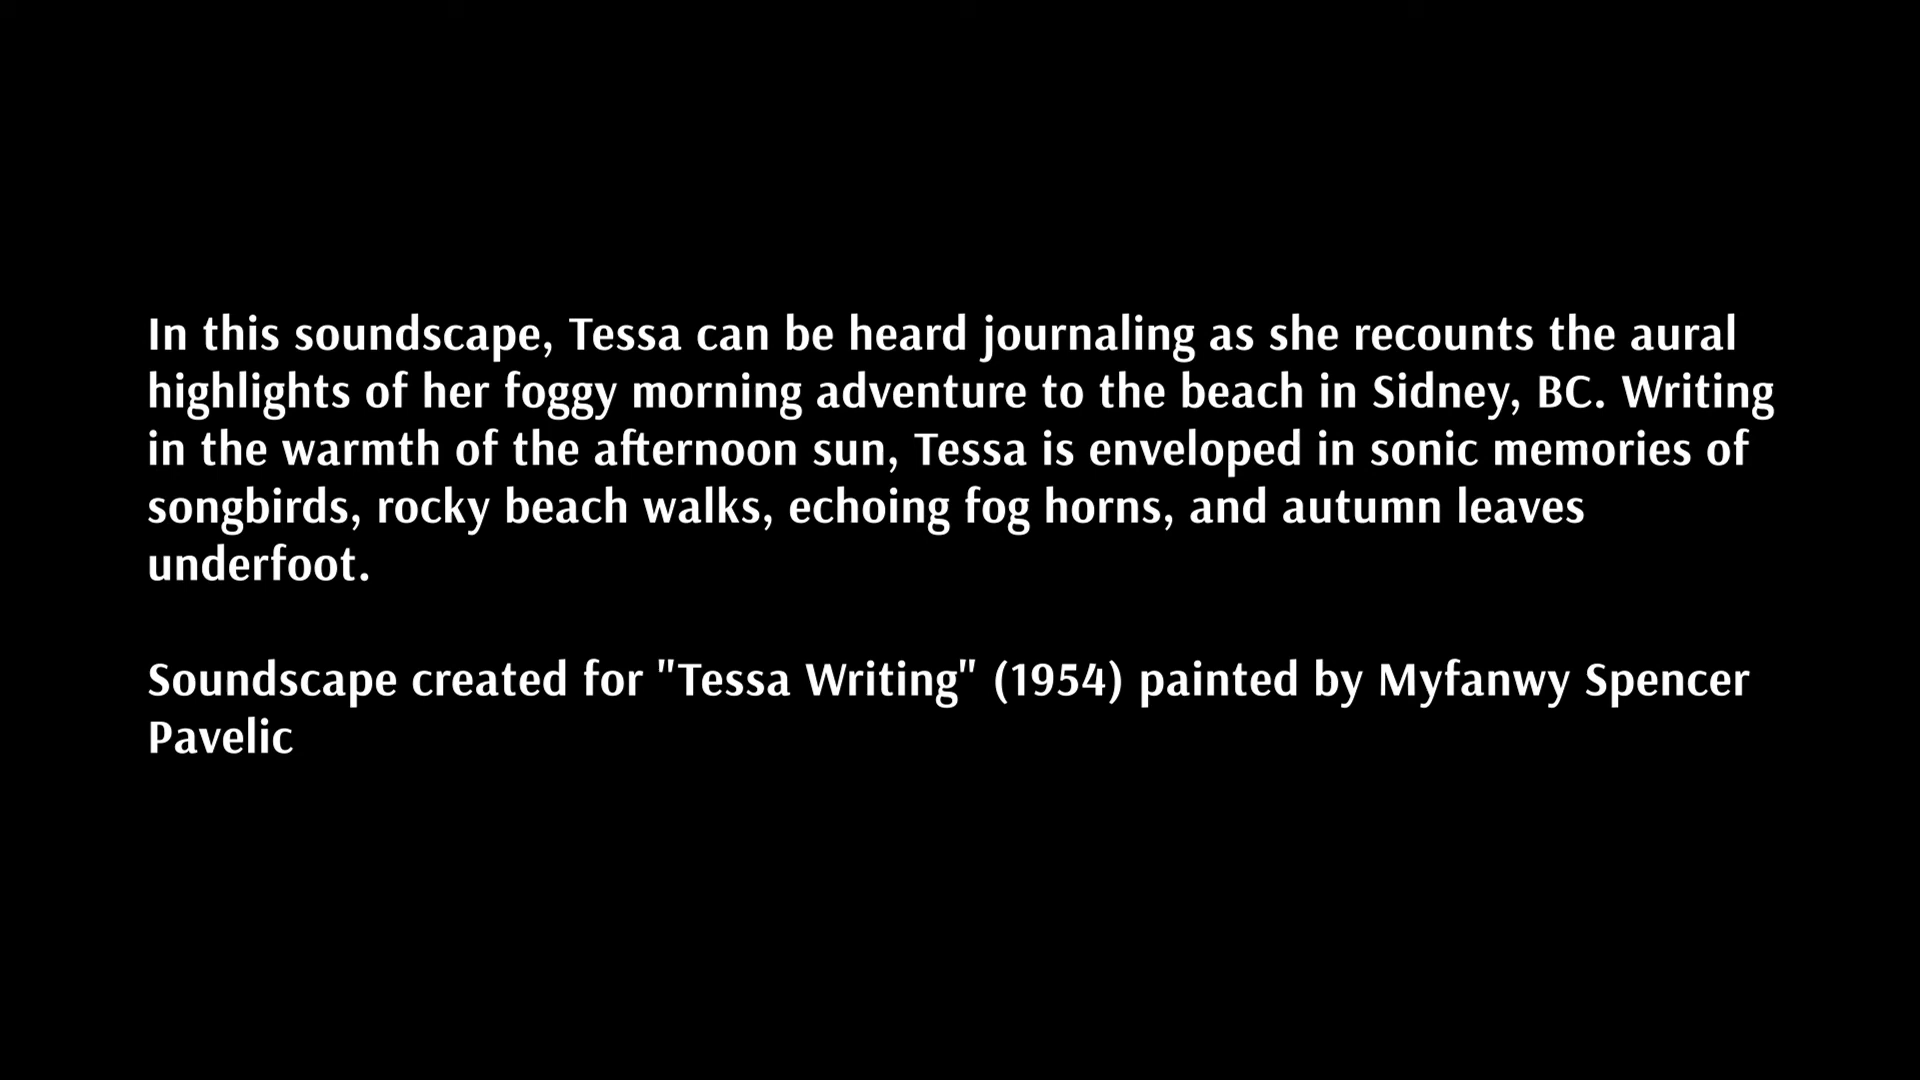 In this soundscape, Tessa can be heard journaling as she recounts the aural
highlights of her foggy morning adventure to the beach in Sidney, BC. Writing
in the warmth of the afternoon sun, Tessa is enveloped in sonic memories of
songbirds, rocky beach walks, echoing fog horns, and autumn leaves
underfoot.
Soundscape created for "Tessa Writing" (1954) painted by Myfanwy Spencer
Pavelic